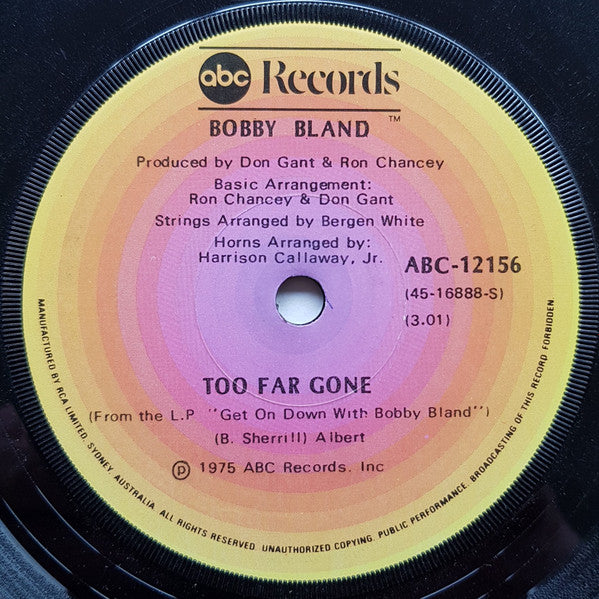 abc Records
TM
BOBBY BLAND
Produced by Don Gant & Ron Chancey
Basic Arrangement:
Ron Chancey & Don Gant
Strings Arranged by Bergen White
Horns Arranged by:
Harrison Callaway, Jr.
ABC-12156
(45-16888-S)
(3.01)
TOO FAR GONE
(From the L.P "Get On Down With Bobby Bland")
(B. Sherrill) Albert
℗ 1975 ABC Records, Inc
MANUFACTURED BY RCA LIMITED, SYDNEY, AUSTRALIA. ALL RIGHTS RESERVED. UNAUTHORIZED COPYING, PUBLIC PERFORMANCE, BROADCASTING OF THIS RECORD FORBIDDEN